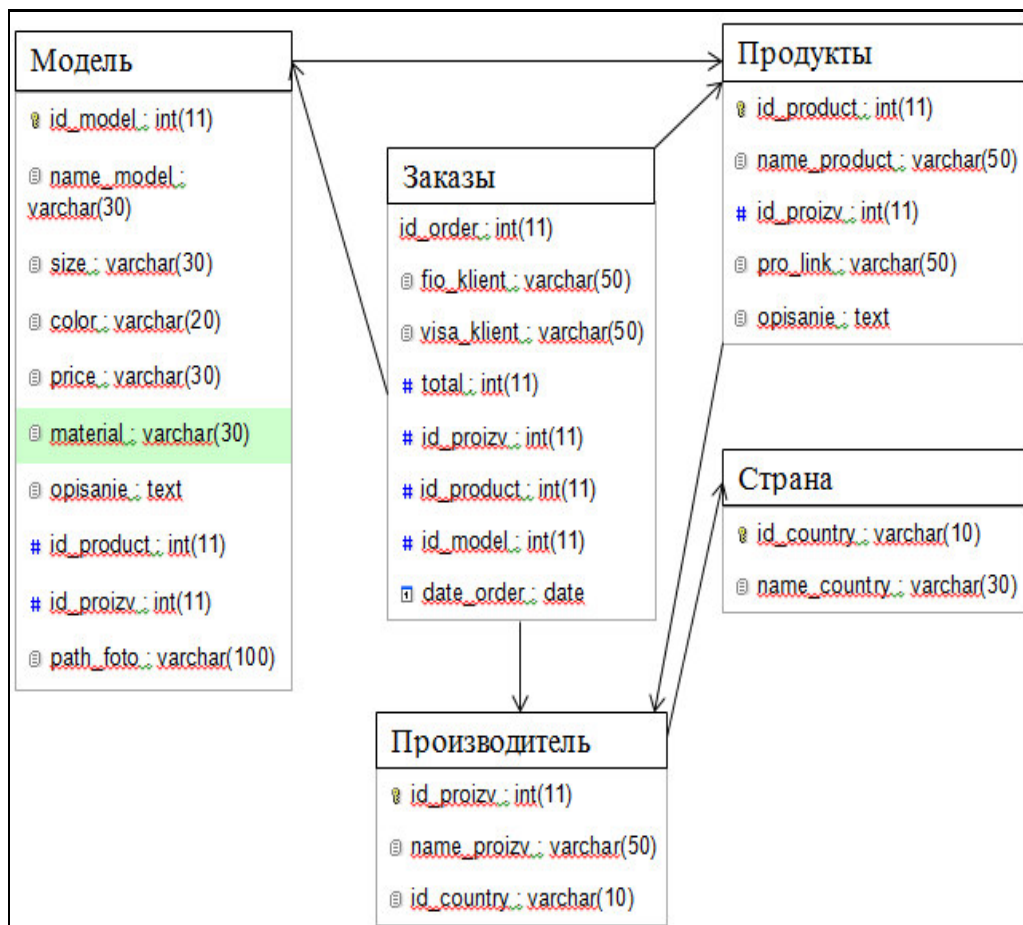 Модель
id_model : int(11)
name_model :
varchar(30)
size : varchar(30)
color : varchar(20)
price : varchar(30)
material : varchar(30)
opisanie : text
# id_product : int(11)
# id_proizv : int(11)
path_foto : varchar(100)
Заказы
id_order : int(11)
fio_klient : varchar(50)
visa_klient : varchar(50)
# total : int(11)
# id_proizv : int(11)
# id_product : int(11)
# id_model : int(11)
date_order : date
Продукты
id_product : int(11)
name_product : varchar(50)
# id_proizv : int(11)
pro_link : varchar(50)
opisanie : text
Страна
id_country : varchar(10)
name_country : varchar(30)
Производитель
id_proizv : int(11)
name_proizv : varchar(50)
id_country : varchar(10)